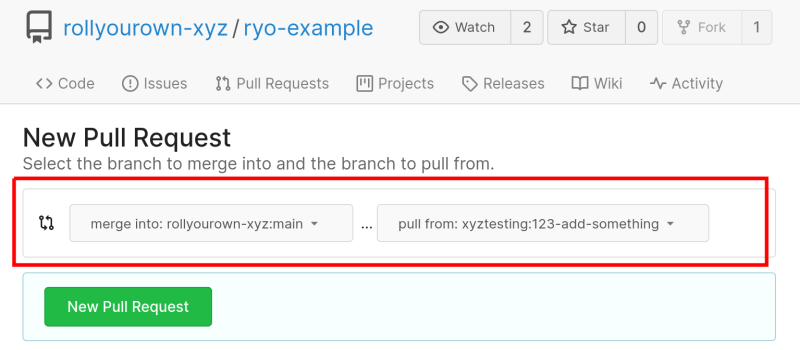 rollyourown-xyz / ryo-example Watch 2 Star 0 Fork 1
Code Issues Pull Requests Projects Releases Wiki Activity
New Pull Request
Select the branch to merge into and the branch to pull from.
merge into: rollyourown-xyz:main ... pull from: xyztesting:123-add-something
New Pull Request